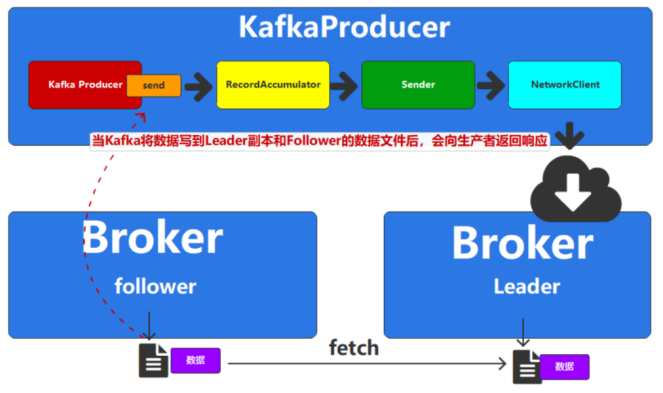 KafkaProducer
Kafka Producer
send
RecordAccumulator
Sender
NetworkClient
当Kafka将数据写到Leader副本和Follower的数据文件后，会向生产者返回响应
Broker
follower
Broker
Leader
数据
fetch
数据